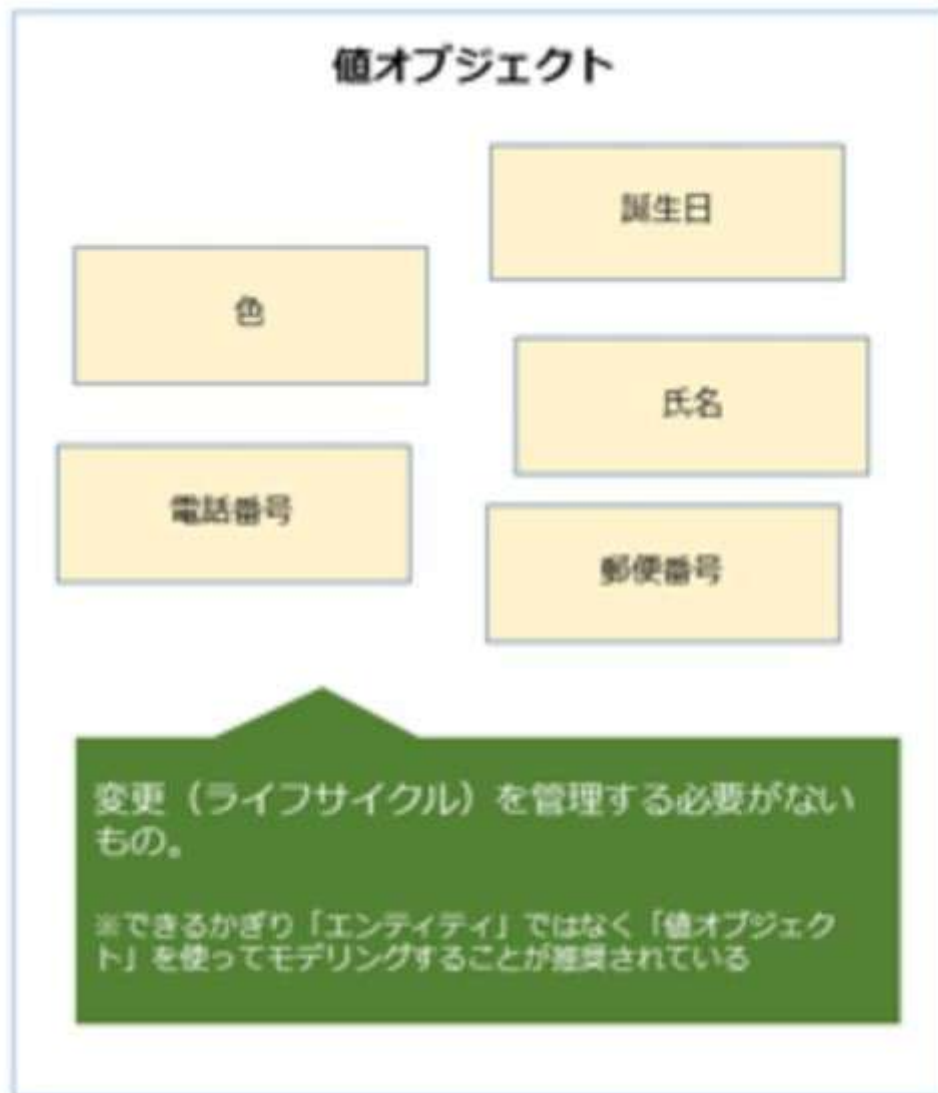 値オブジェクト
誕生日
色
氏名
電話番号
郵便番号
変更（ライフサイクル）を管理する必要がない
もの。
※できるかぎり「エンティティ」ではなく「値オブジェク
ト」を使ってモデリングすることが推奨されている